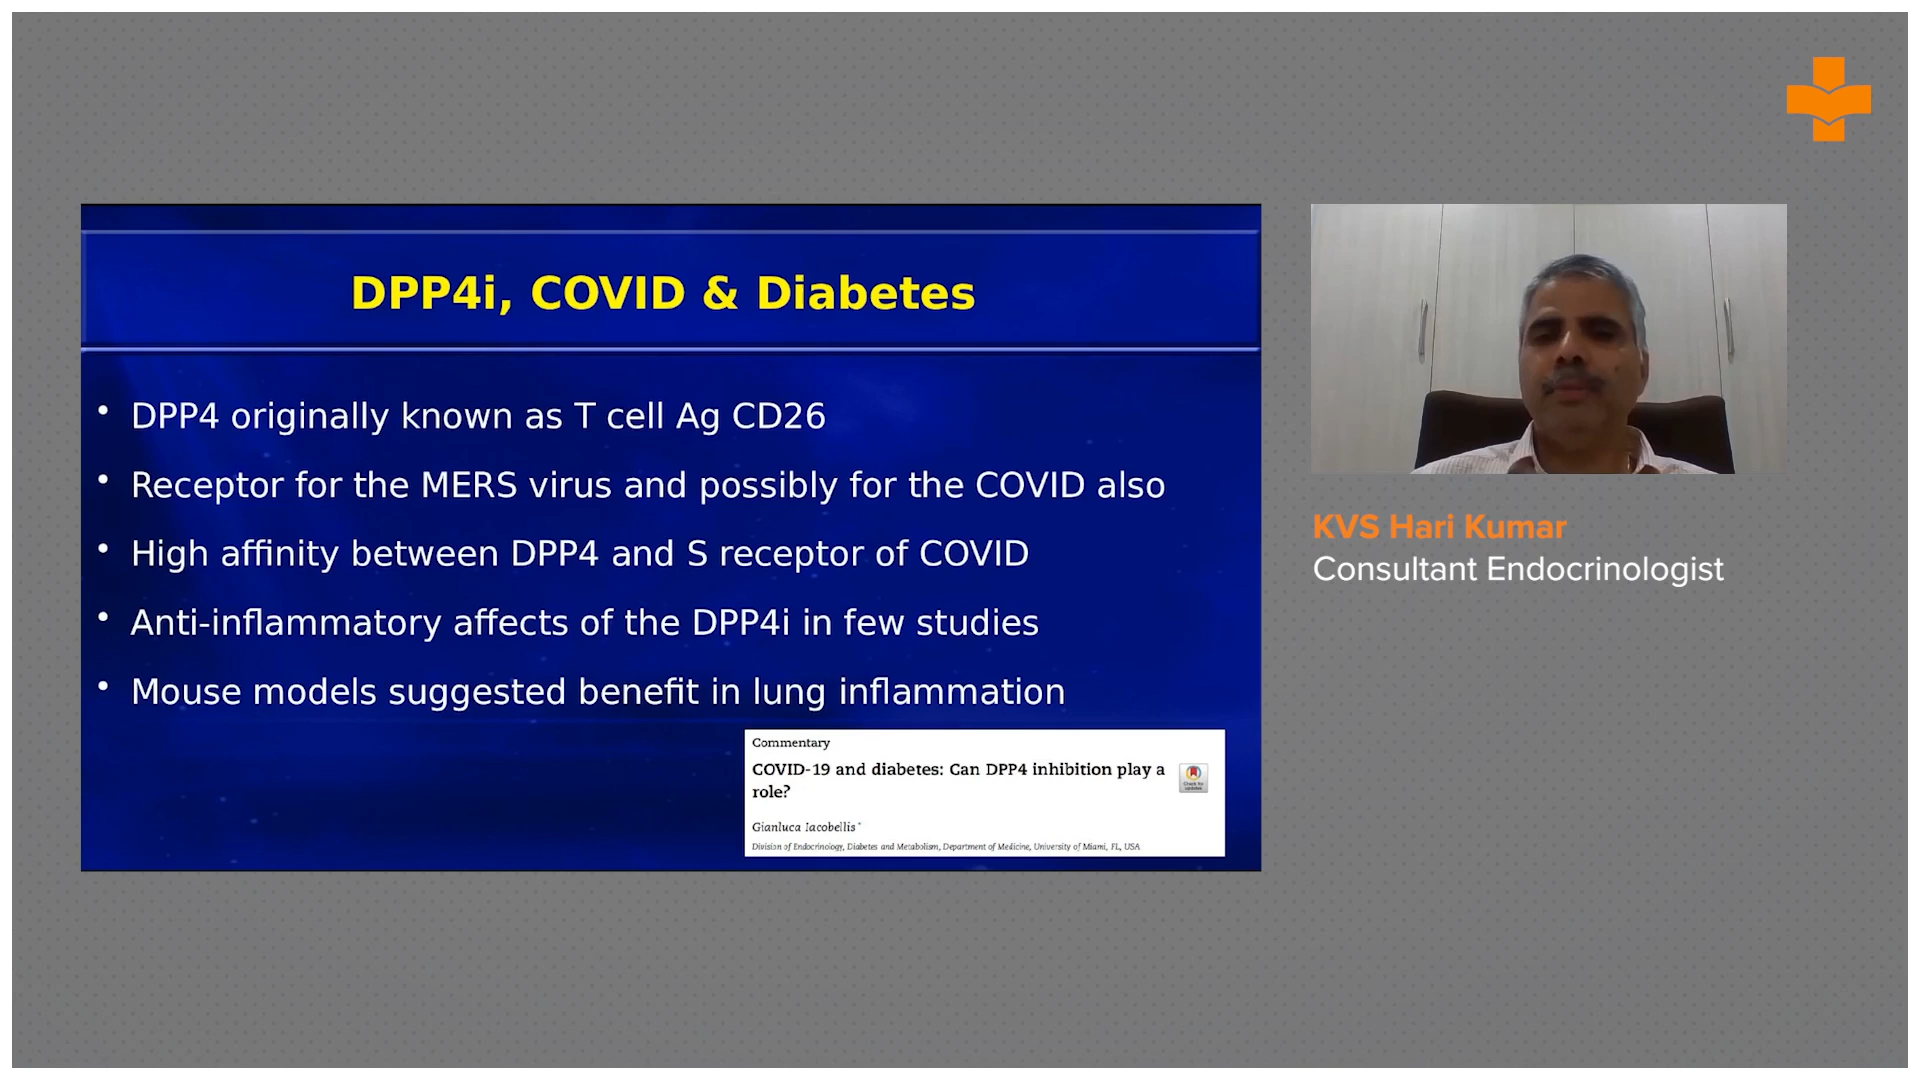 DPP4i, COVID & Diabetes
• DPP4 originally known as T cell Ag CD26
• Receptor for the MERS virus and possibly for the COVID also
• High affinity between DPP4 and S receptor of COVID
• Anti-inflammatory affects of the DPP4i in few studies
• Mouse models suggested benefit in lung inflammation
Commentary
COVID-19 and diabetes: Can DPP4 inhibition play a
role?
Check for
updates
Gianluca Iacobellis *
Division of Endocrinology, Diabetes and Metabolism, Department of Medicine, University of Miami, FL, USA
KVS Hari Kumar
Consultant Endocrinologist